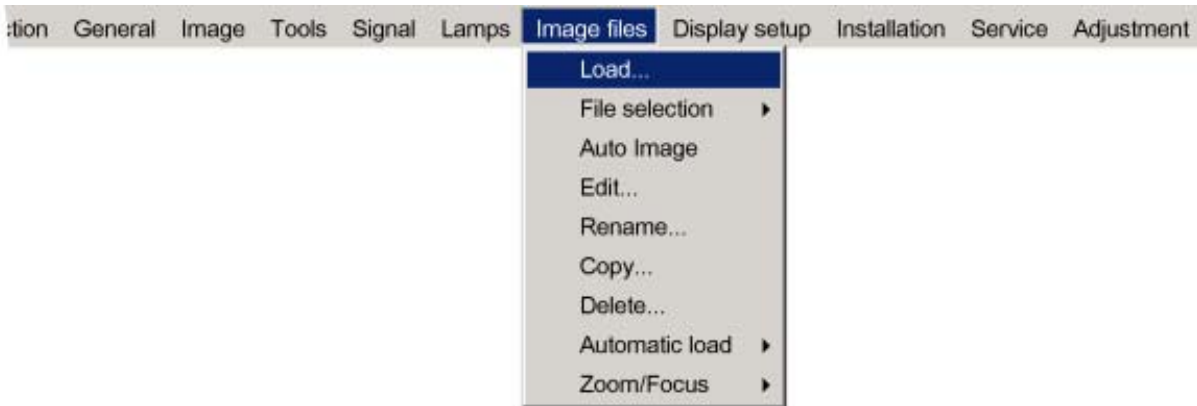 ction General Image Tools Signal Lamps Image files Display setup Installation Service Adjustment
Load...
File selection
Auto Image
Edit...
Rename...
Copy...
Delete...
Automatic load
Zoom/Focus